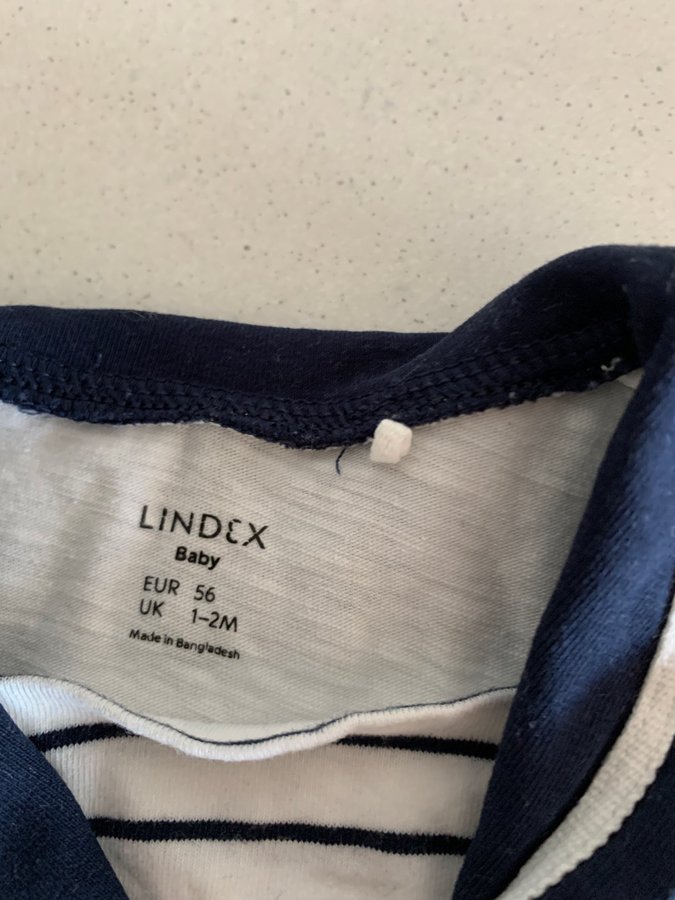 LINDEX
Baby
EUR 56
UK 1-2M
Made in Bangladesh